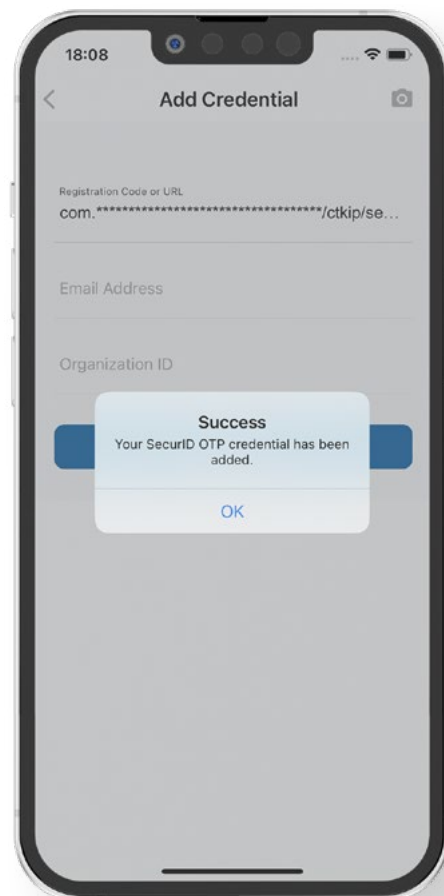 18:08
Add Credential
Registration Code or URL
com.***********************************/ctkip/se...
Email Address
Organization ID
Success
Your SecurID OTP credential has been
added.
OK